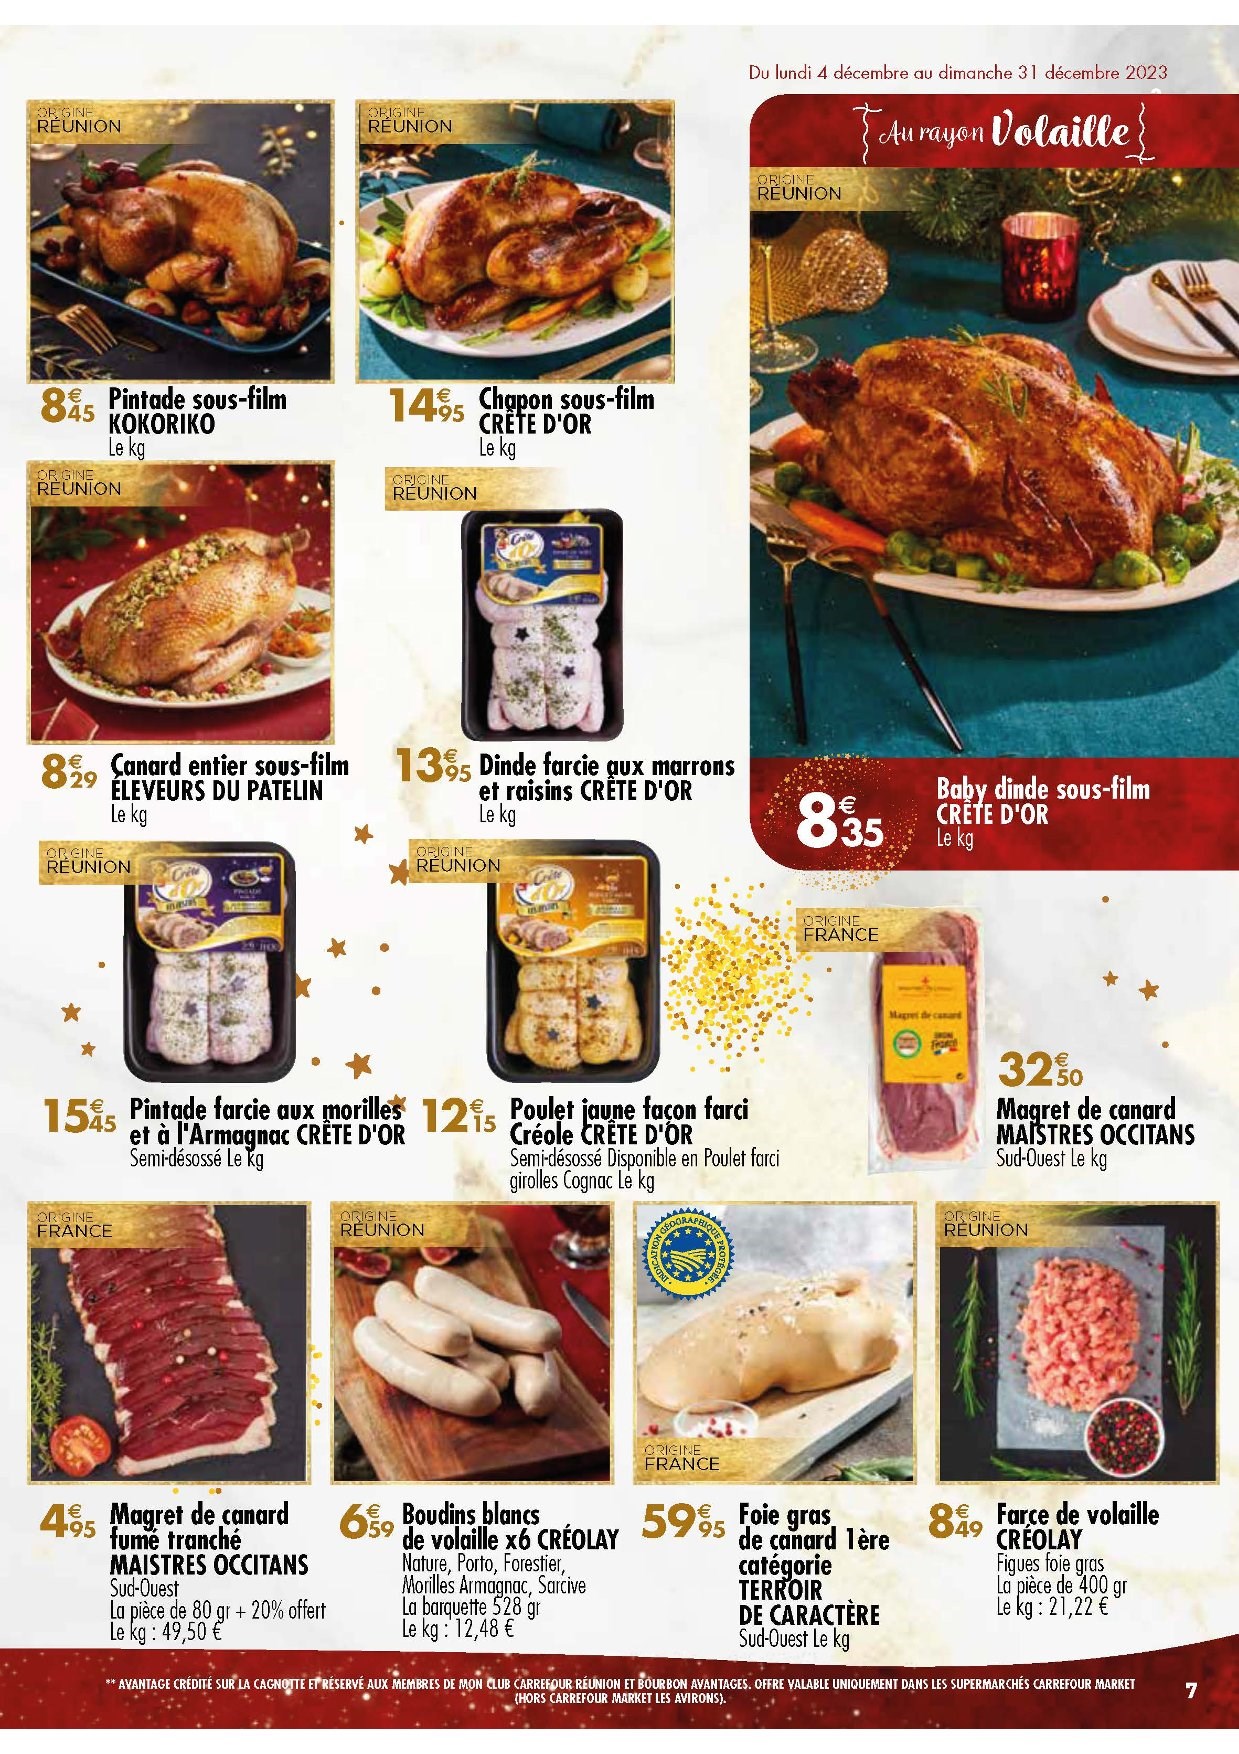 Du lundi 4 décembre au dimanche 31 décembre 2023
Au rayon Volaille
ORIGINE
RÉUNION
8€45
Pintade sous-film
KOKORIKO
Le kg
ORIGINE
RÉUNION
14€95
Chapon sous-film
CRÊTE D'OR
Le kg
ORIGINE
RÉUNION
8€35
Baby dinde sous-film
CRÊTE D'OR
Le kg
ORIGINE
RÉUNION
8€29
Canard entier sous-film
ÉLEVEURS DU PATELIN
Le kg
ORIGINE
RÉUNION
Crête
d'Or
13€95
Dinde farcie aux marrons
et raisins CRÊTE D'OR
Le kg
ORIGINE
RÉUNION
Crête
d'Or
PINTADE
15€45
Pintade farcie aux morilles
et à l'Armagnac CRÊTE D'OR
Semi-désossé Le kg
ORIGINE
RÉUNION
Crête
d'Or
12€15
Poulet jaune façon farci
Créole CRÊTE D'OR
Semi-désossé Disponible en Poulet farci
girolles Cognac Le kg
ORIGINE
FRANCE
Magret de canard
32€50
Magret de canard
MAISTRES OCCITANS
Sud-Ouest Le kg
ORIGINE
FRANCE
4€95
Magret de canard
fumé tranché
MAISTRES OCCITANS
Sud-Ouest
La pièce de 80 gr + 20% offert
Le kg : 49,50 €
ORIGINE
RÉUNION
6€59
Boudins blancs
de volaille x6 CRÉOLAY
Nature, Porto, Forestier,
Morilles Armagnac, Sarcive
La barquette 528 gr
Le kg : 12,48 €
INDICATION GÉOGRAPHIQUE PROTÉGÉE
ORIGINE
FRANCE
59€95
Foie gras
de canard 1ère
catégorie
TERROIR
DE CARACTÈRE
Sud-Ouest Le kg
ORIGINE
RÉUNION
8€49
Farce de volaille
CRÉOLAY
Figues foie gras
La pièce de 400 gr
Le kg : 21,22 €
** AVANTAGE CRÉDITÉ SUR LA CAGNOTTE ET RÉSERVÉ AUX MEMBRES DE MON CLUB CARREFOUR RÉUNION ET BOURBON AVANTAGES. OFFRE VALABLE UNIQUEMENT DANS LES SUPERMARCHÉS CARREFOUR MARKET
(HORS CARREFOUR MARKET LES AVIRONS).
7